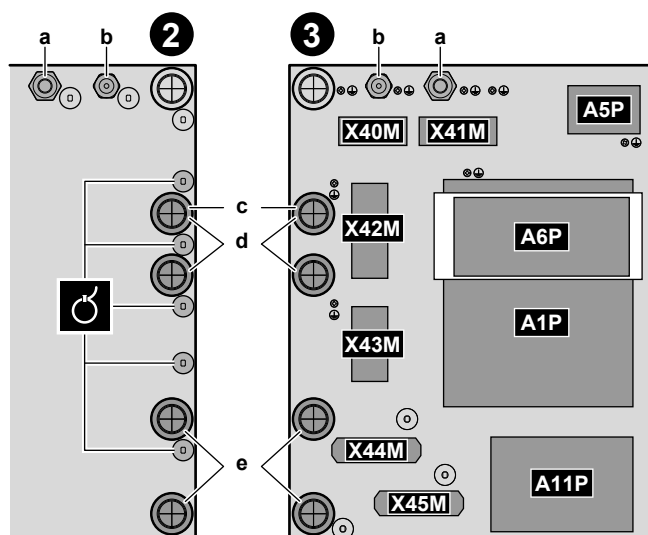 a b 2 3 b a
A5P
X40M X41M
c
d
X42M
A6P
A1P
X43M
e
X44M
A11P
X45M